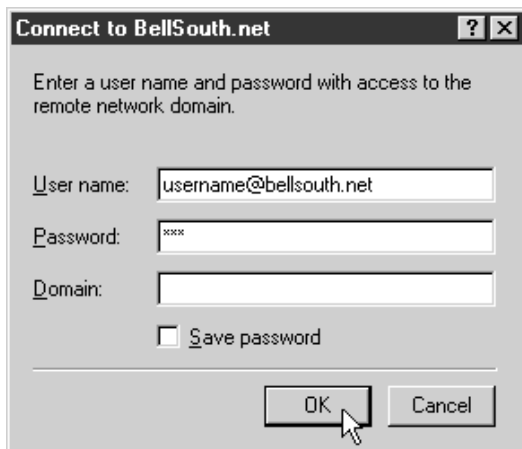 Connect to BellSouth.net ? X
Enter a user name and password with access to the
remote network domain.
User name: username@bellsouth.net
Password: ***
Domain:
Save password
OK Cancel